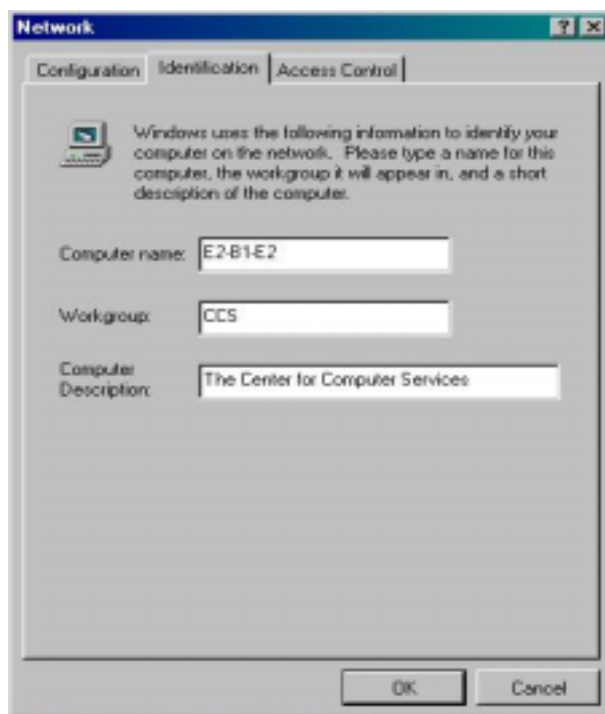 Network
Configuration Identification Access Control
Windows uses the following information to identify your
computer on the network. Please type a name for this
computer, the workgroup it will appear in, and a short
description of the computer.
Computer name: E2-B1-E2
Workgroup: CCS
Computer
Description: The Center for Computer Services
OK Cancel